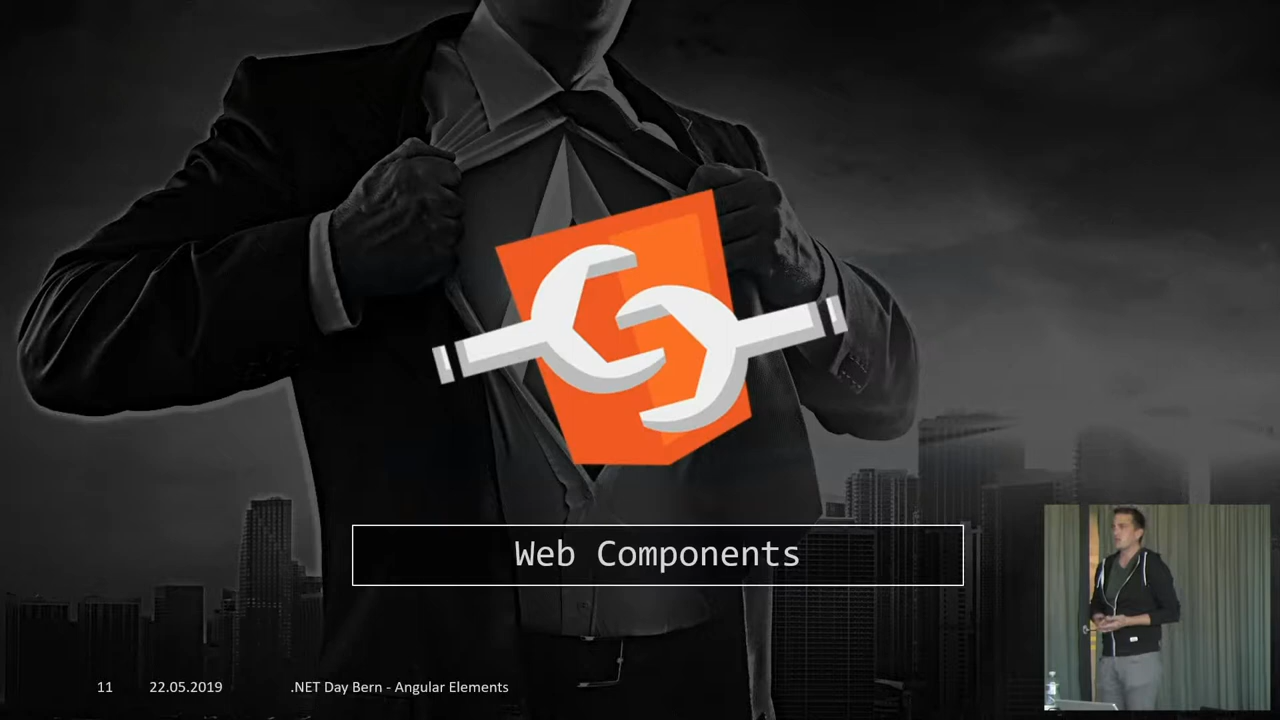 Web Components
11 22.05.2019 .NET Day Bern - Angular Elements